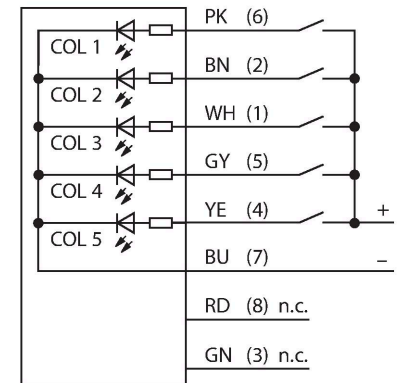 PK (6)
COL 1
BN (2)
COL 2
WH (1)
COL 3
GY (5)
COL 4
YE (4) +
COL 5
BU (7) –
RD (8) n.c.
GN (3) n.c.